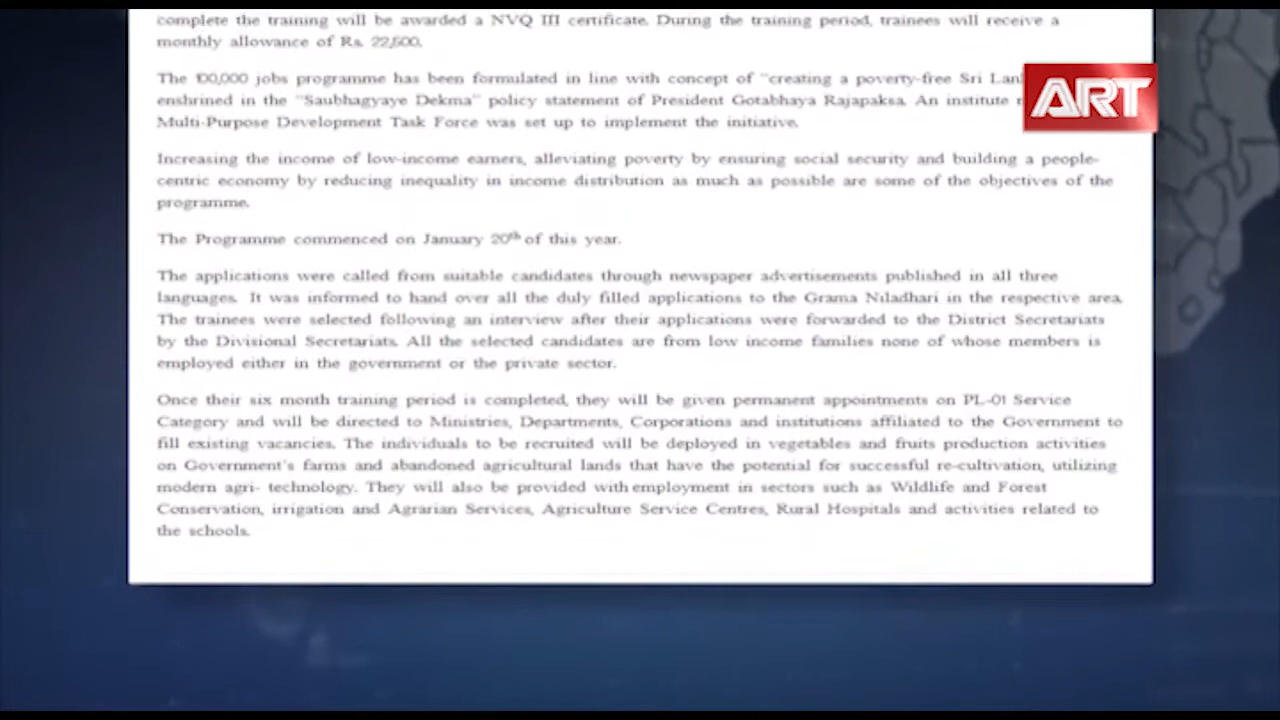 complete the training will be awarded a NVQ III certificate. During the training period, trainees will receive a
monthly allowance of Rs. 22,500.
The 100,000 jobs programme has been formulated in line with concept of "creating a poverty-free Sri Lan
enshrined in the "Saubhagyaye Dekma" policy statement of President Gotabhaya Rajapaksa. An institute
Multi-Purpose Development Task Force was set up to implement the initiative.
ART
Increasing the income of low-income earners, alleviating poverty by ensuring social security and building a people-
centric economy by reducing inequality in income distribution as much as possible are some of the objectives of the
programme.
The Programme commenced on January 20th of this year.
The applications were called from suitable candidates through newspaper advertisements published in all three
languages. It was informed to hand over all the duly filled applications to the Grama Niladhari in the respective area.
The trainees were selected following an interview after their applications were forwarded to the District Secretariats
by the Divisional Secretariats. All the selected candidates are from low income families none of whose members is
employed either in the government or the private sector.
Once their six month training period is completed, they will be given permanent appointments on PL-01 Service
Category and will be directed to Ministries, Departments, Corporations and institutions affiliated to the Government to
fill existing vacancies. The individuals to be recruited will be deployed in vegetables and fruits production activities
on Government's farms and abandoned agricultural lands that have the potential for successful re-cultivation, utilizing
modern agri- technology. They will also be provided with employment in sectors such as Wildlife and Forest
Conservation, irrigation and Agrarian Services, Agriculture Service Centres, Rural Hospitals and activities related to
the schools.